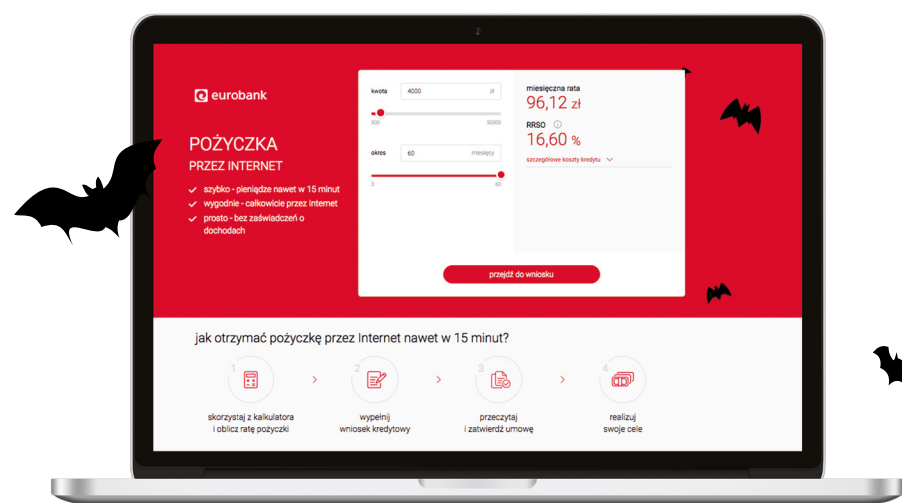 eurobank
POŻYCZKA
PRZEZ INTERNET
szybko - pieniądze nawet w 15 minut
wygodnie - całkowicie przez Internet
prosto - bez zaświadczeń o
dochodach
kwota 4000 zł
500 60000
okres 60 miesięcy
3 60
miesięczna rata
96,12 zł
RRSO
16,60 %
szczegółowe koszty kredytu
przejdź do wniosku
jak otrzymać pożyczkę przez Internet nawet w 15 minut?
1
skorzystaj z kalkulatora
i oblicz ratę pożyczki
2
wypełnij
wniosek kredytowy
3
przeczytaj
i zatwierdź umowę
4
realizuj
swoje cele